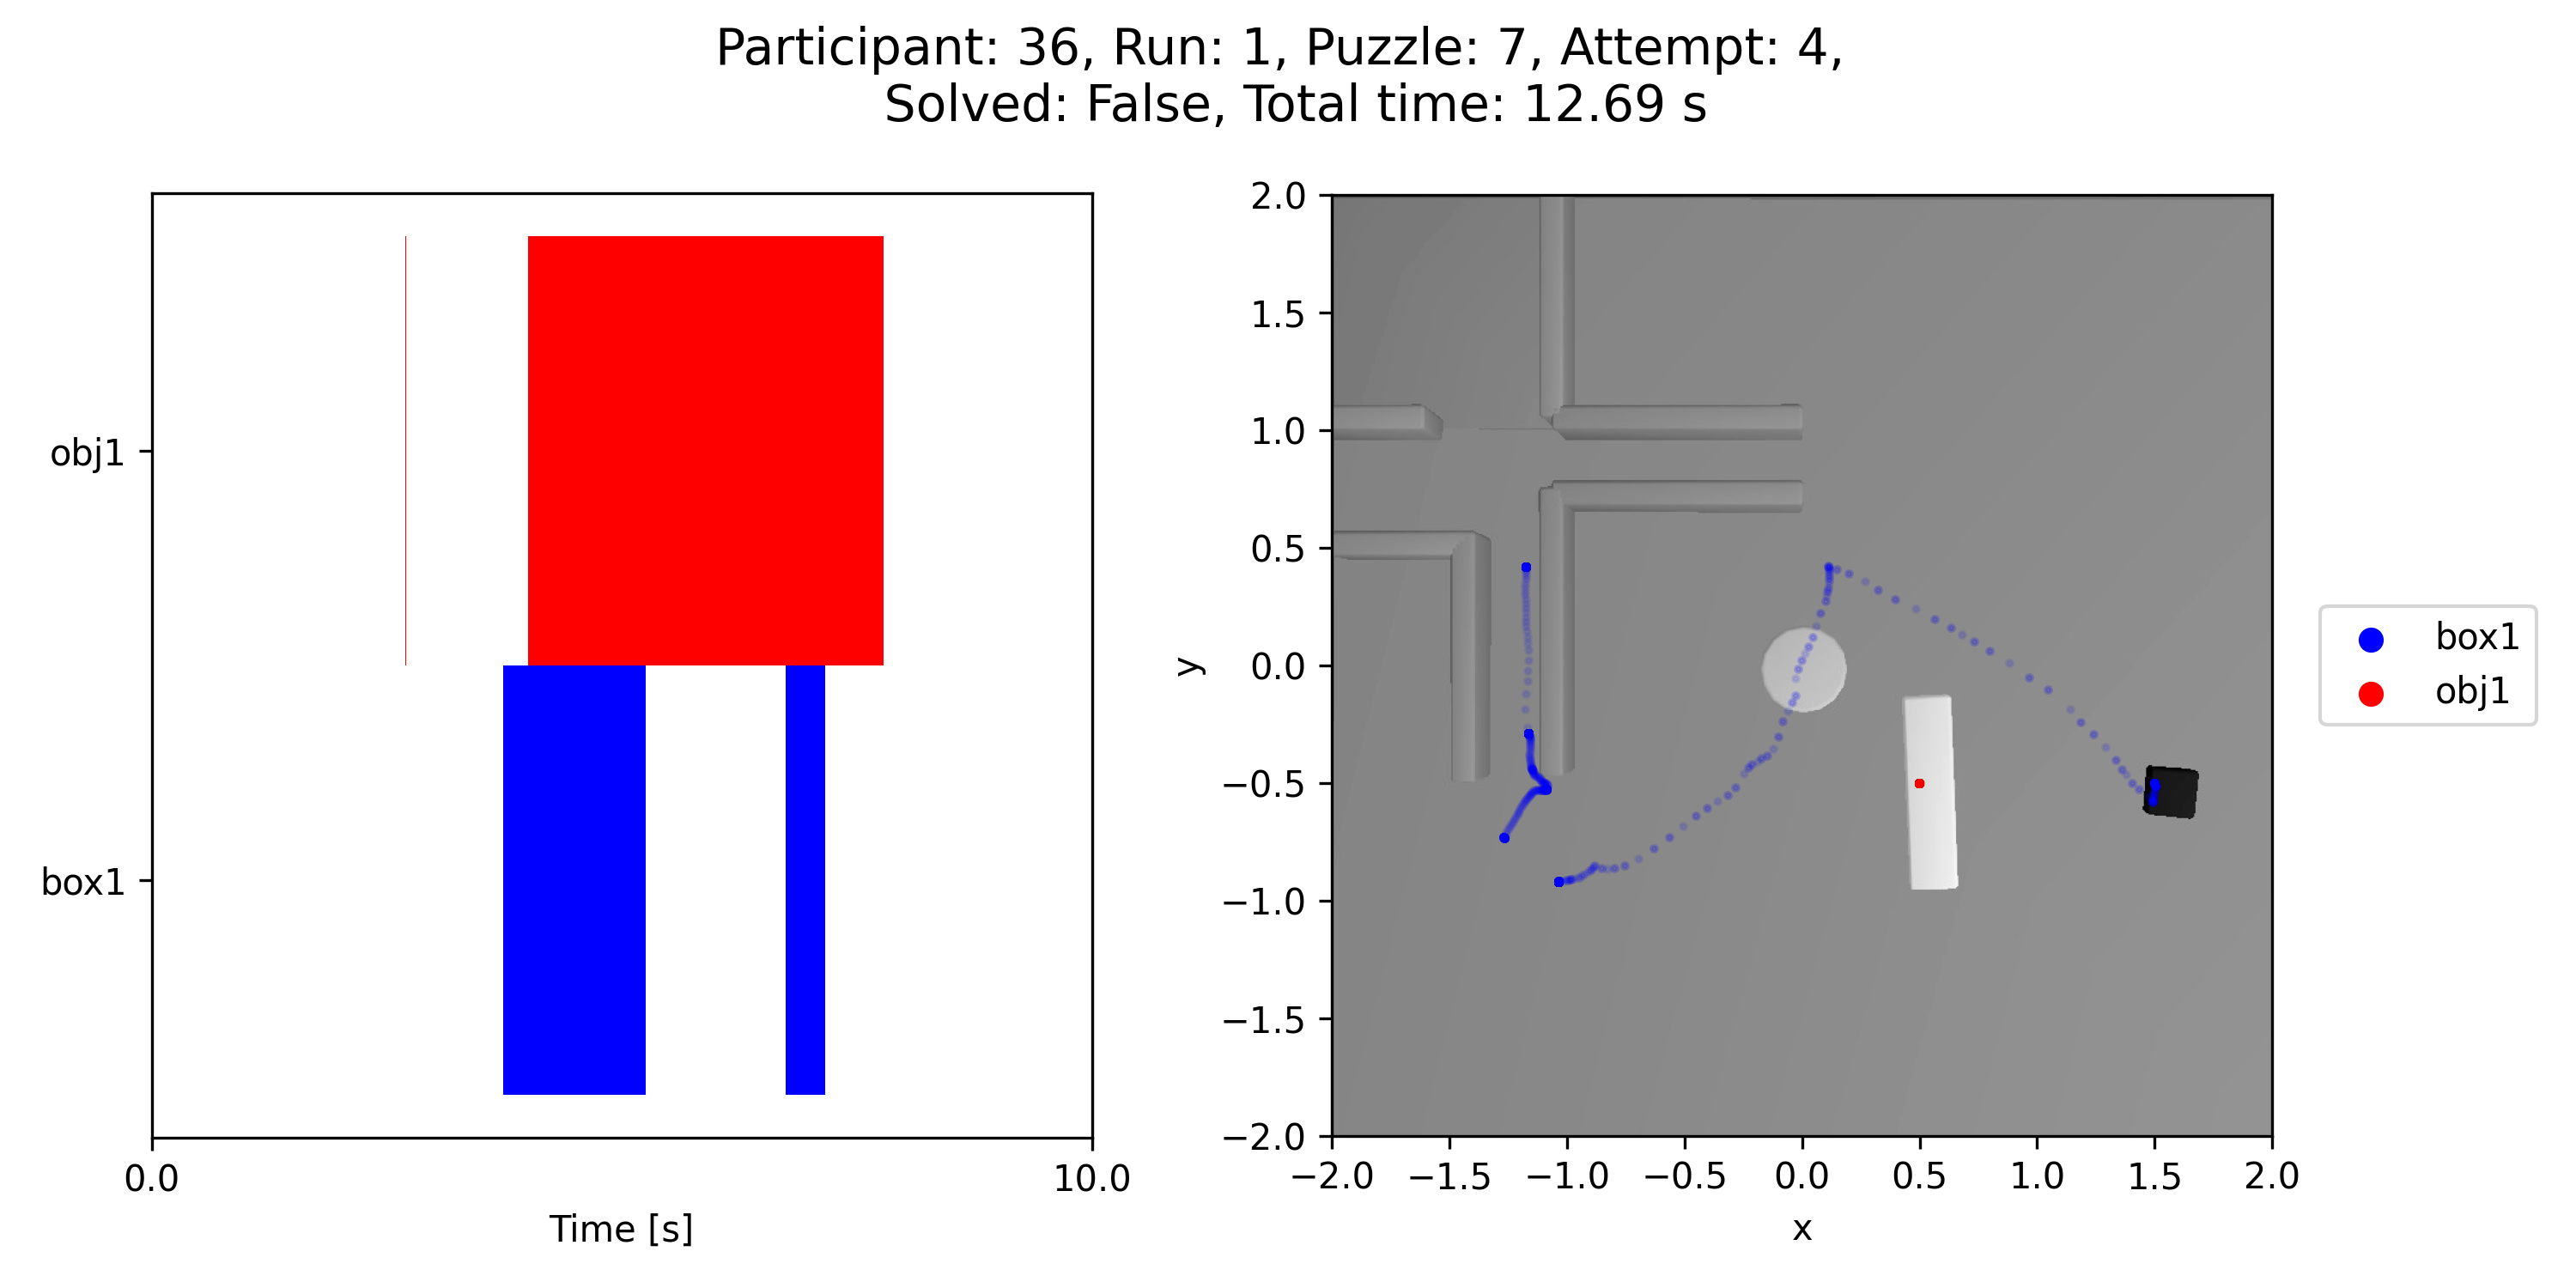 Participant: 36, Run: 1, Puzzle: 7, Attempt: 4,
Solved: False, Total time: 12.69 s
obj1
box1
0.0
10.0
Time [s]
2.0
1.5
1.0
0.5
0.0
−0.5
−1.0
−1.5
−2.0
y
−2.0
−1.5
−1.0
−0.5
0.0
0.5
1.0
1.5
2.0
x
box1
obj1